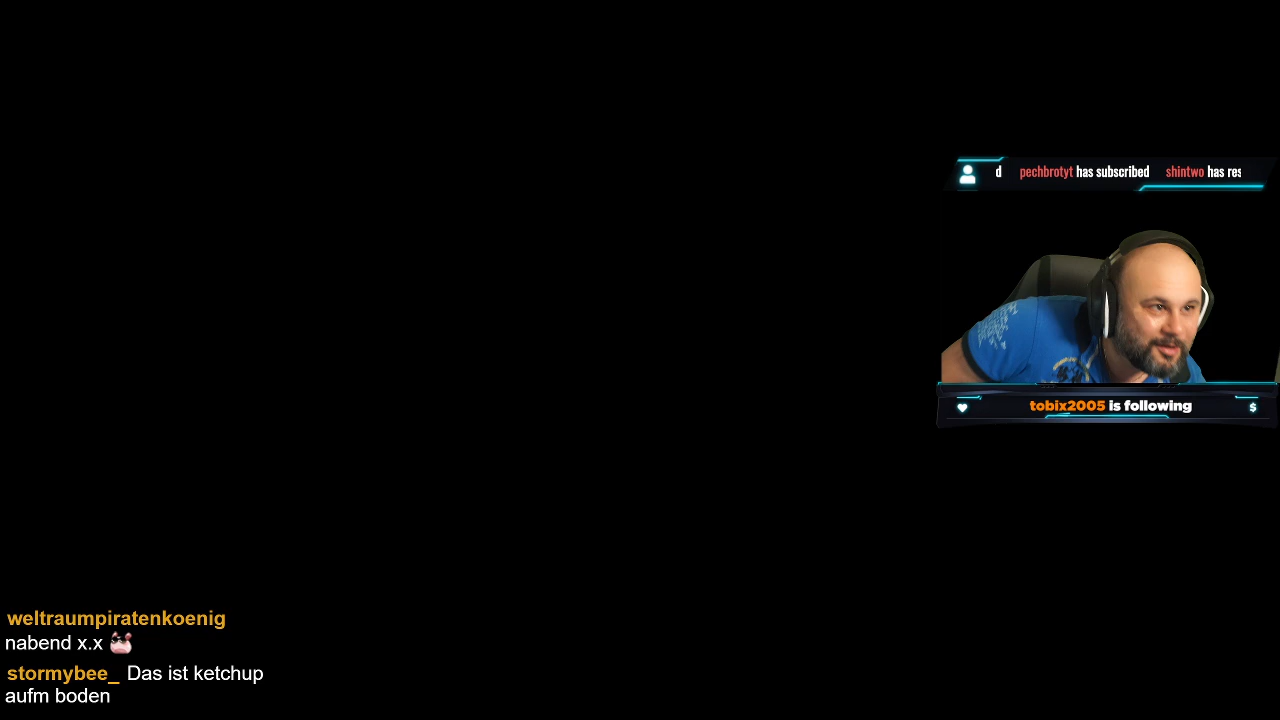 d pechbrotyt has subscribed shintwo has res
tobix2005 is following
$
weltraumpiratenkoenig
nabend x.x
stormybee_ Das ist ketchup
aufm boden